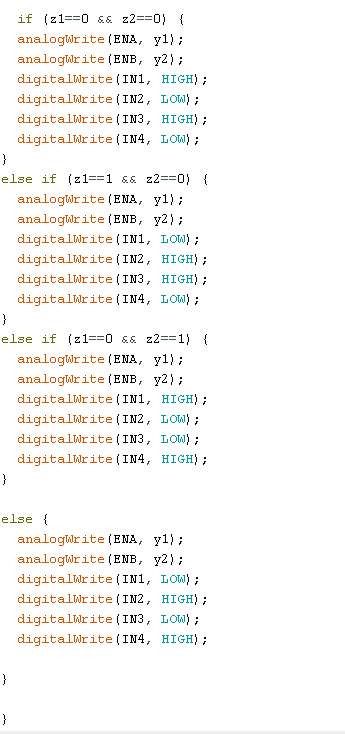 if (z1==0 && z2==0) {
analogWrite(ENA, y1);
analogWrite(ENB, y2);
digitalWrite(IN1, HIGH);
digitalWrite(IN2, LOW);
digitalWrite(IN3, HIGH);
digitalWrite(IN4, LOW);
}
else if (z1==1 && z2==0) {
analogWrite(ENA, y1);
analogWrite(ENB, y2);
digitalWrite(IN1, LOW);
digitalWrite(IN2, HIGH);
digitalWrite(IN3, HIGH);
digitalWrite(IN4, LOW);
}
else if (z1==0 && z2==1) {
analogWrite(ENA, y1);
analogWrite(ENB, y2);
digitalWrite(IN1, HIGH);
digitalWrite(IN2, LOW);
digitalWrite(IN3, LOW);
digitalWrite(IN4, HIGH);
}
else {
analogWrite(ENA, y1);
analogWrite(ENB, y2);
digitalWrite(IN1, LOW);
digitalWrite(IN2, HIGH);
digitalWrite(IN3, LOW);
digitalWrite(IN4, HIGH);
}
}